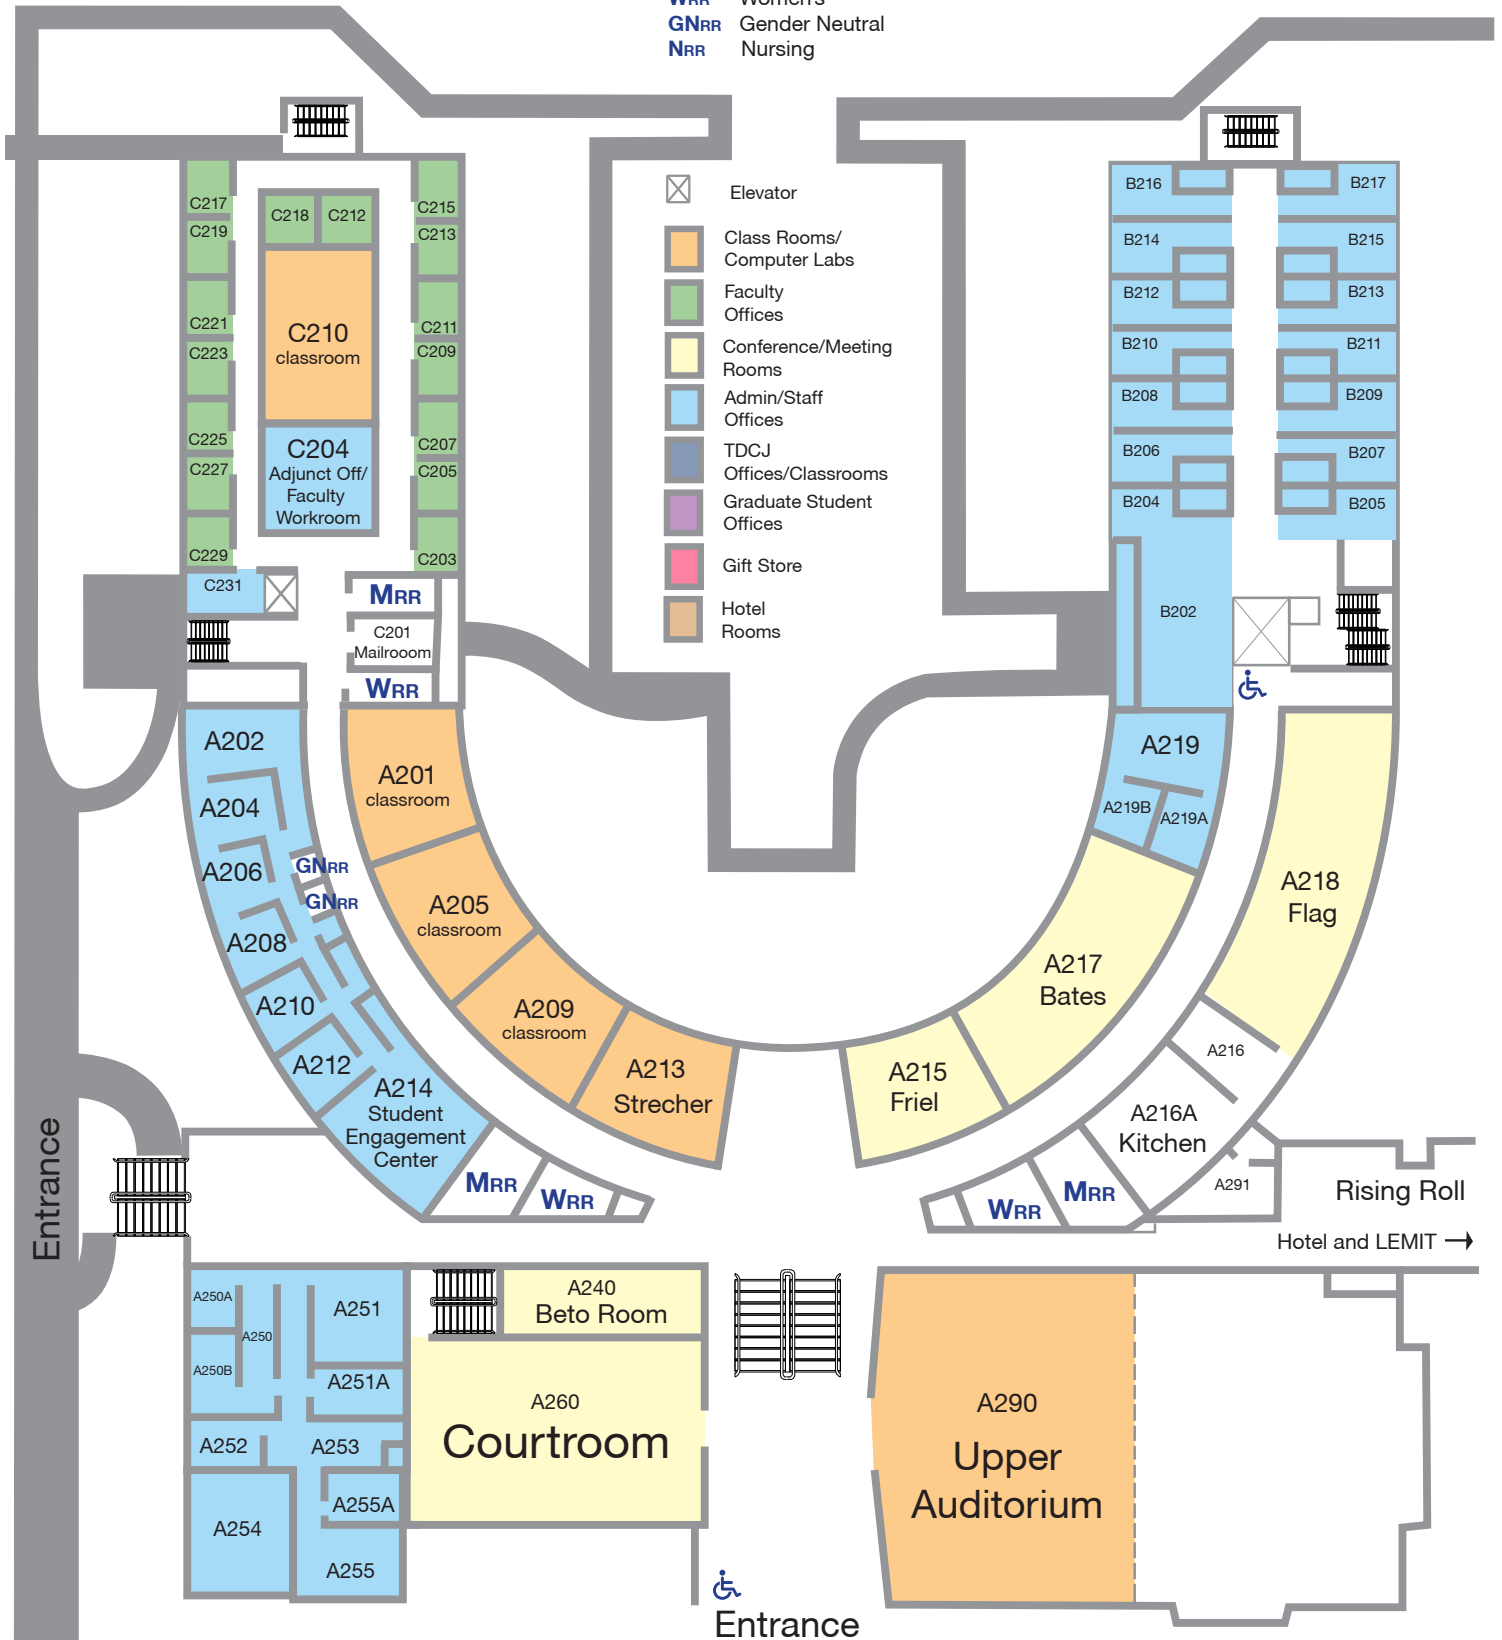 WRR Women's
GNRR Gender Neutral
NRR Nursing
Elevator
Class Rooms/
Computer Labs
Faculty
Offices
Conference/Meeting
Rooms
Admin/Staff
Offices
TDCJ
Offices/Classrooms
Graduate Student
Offices
Gift Store
Hotel
Rooms
C217
C219
C221
C223
C225
C227
C229
C231
C218
C212
C210
classroom
C204
Adjunct Off/
Faculty
Workroom
C215
C213
C211
C209
C207
C205
C203
MRR
C201
Mailrooom
WRR
B216
B214
B212
B210
B208
B206
B204
B202
B217
B215
B213
B211
B209
B207
B205
A202
A204
A206
A208
A210
A212
A214
Student
Engagement
Center
GNRR
GNRR
MRR
WRR
A201
classroom
A205
classroom
A209
classroom
A213
Strecher
A215
Friel
A217
Bates
A219
A219B
A219A
A218
Flag
A216
A216A
Kitchen
A291
MRR
WRR
Rising Roll
Hotel and LEMIT
Entrance
A250A
A250
A250B
A251
A251A
A252
A253
A254
A255A
A255
A240
Beto Room
A260
Courtroom
A290
Upper
Auditorium
Entrance